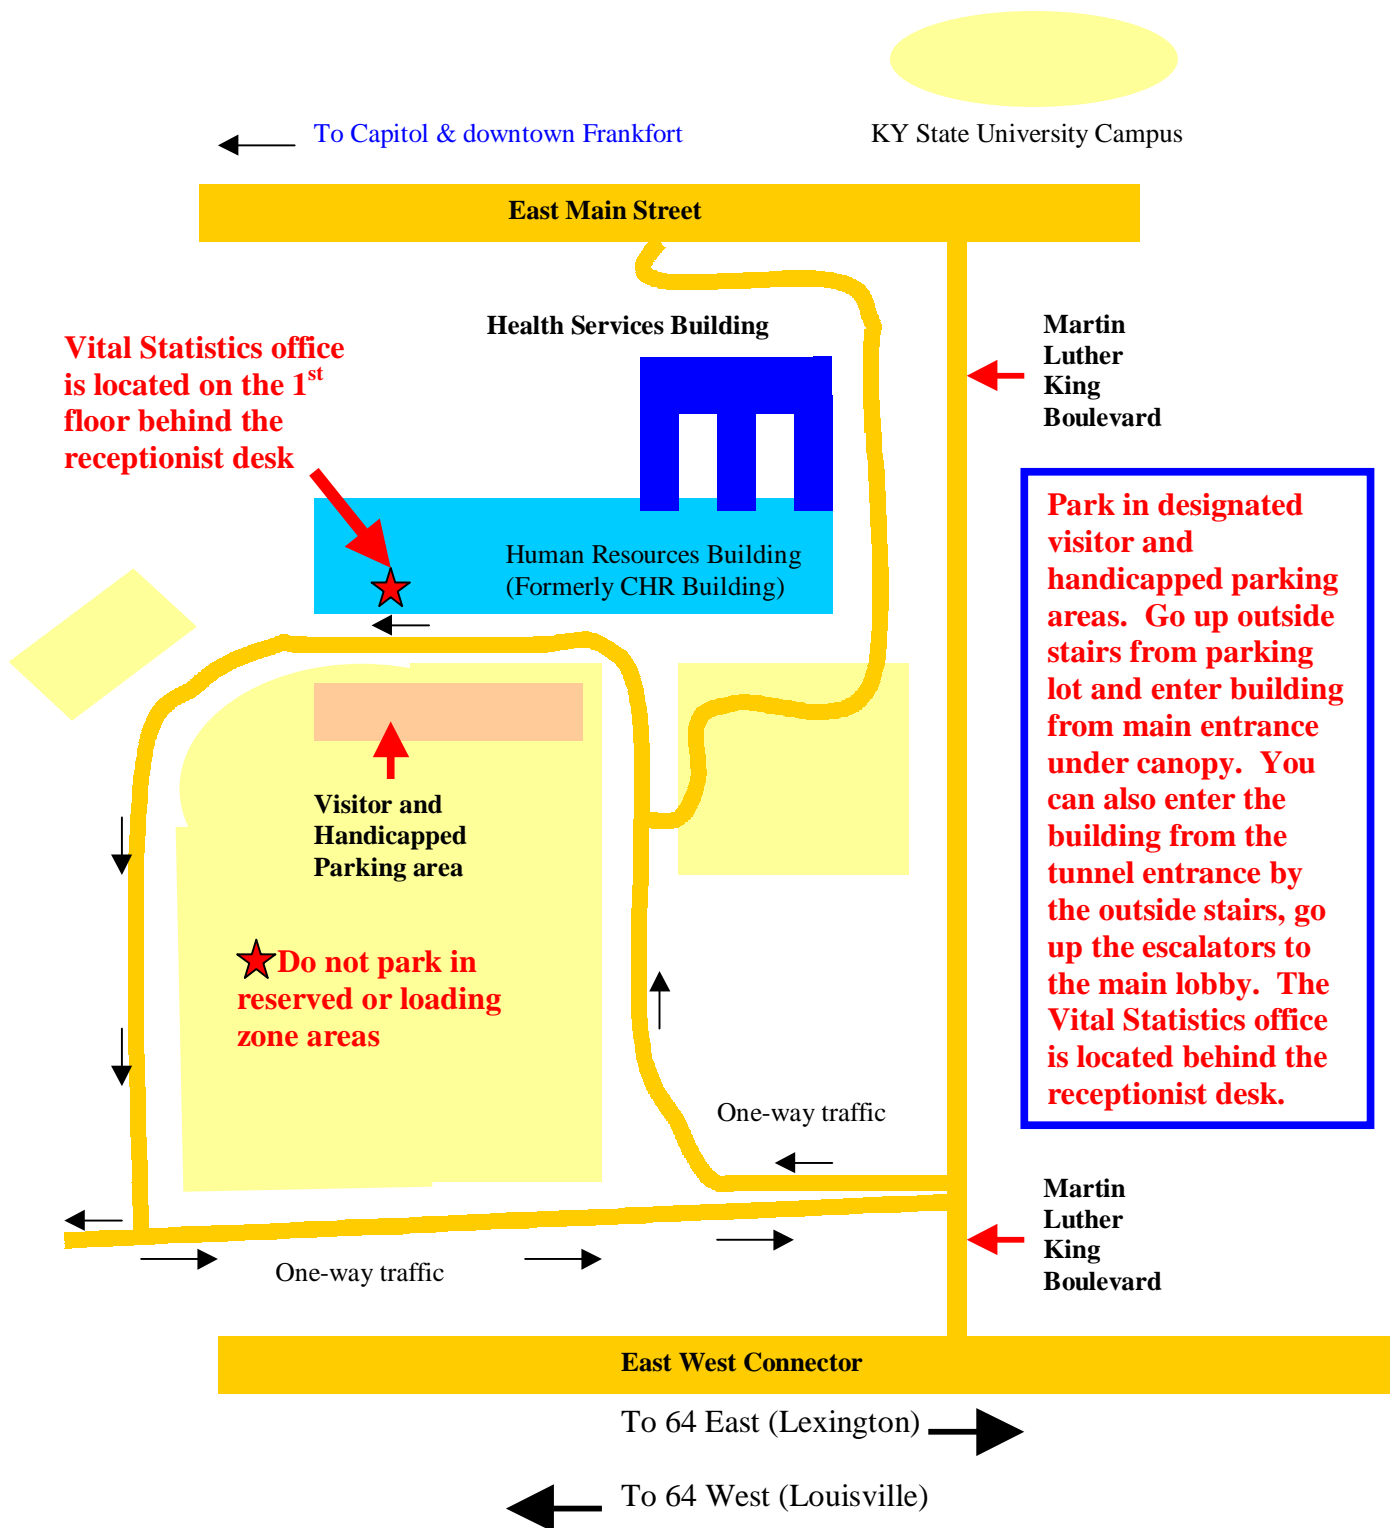 To Capitol & downtown Frankfort
KY State University Campus
East Main Street
Health Services Building
Martin
Luther
King
Boulevard
Vital Statistics office
is located on the 1st
floor behind the
receptionist desk
Human Resources Building
(Formerly CHR Building)
Park in designated
visitor and
handicapped parking
areas.  Go up outside
stairs from parking
lot and enter building
from main entrance
under canopy.  You
can also enter the
building from the
tunnel entrance by
the outside stairs, go
up the escalators to
the main lobby.  The
Vital Statistics office
is located behind the
receptionist desk.
Visitor and
Handicapped
Parking area
Do not park in
reserved or loading
zone areas
One-way traffic
Martin
Luther
King
Boulevard
One-way traffic
East West Connector
To 64 East (Lexington)
To 64 West (Louisville)